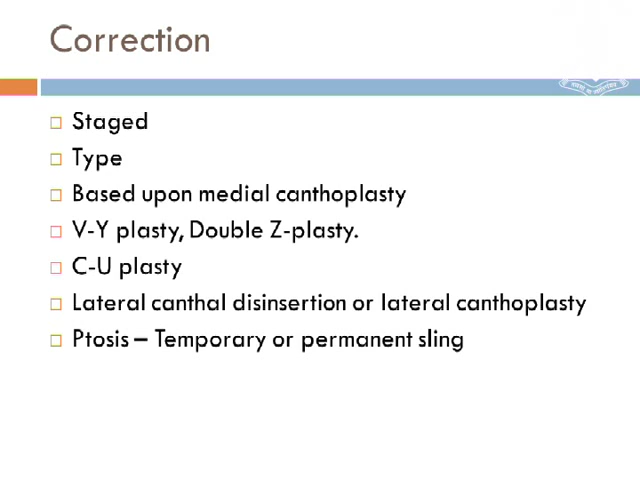 Correction
Staged
Type
Based upon medial canthoplasty
V-Y plasty, Double Z-plasty.
C-U plasty
Lateral canthal disinsertion or lateral canthoplasty
Ptosis – Temporary or permanent sling